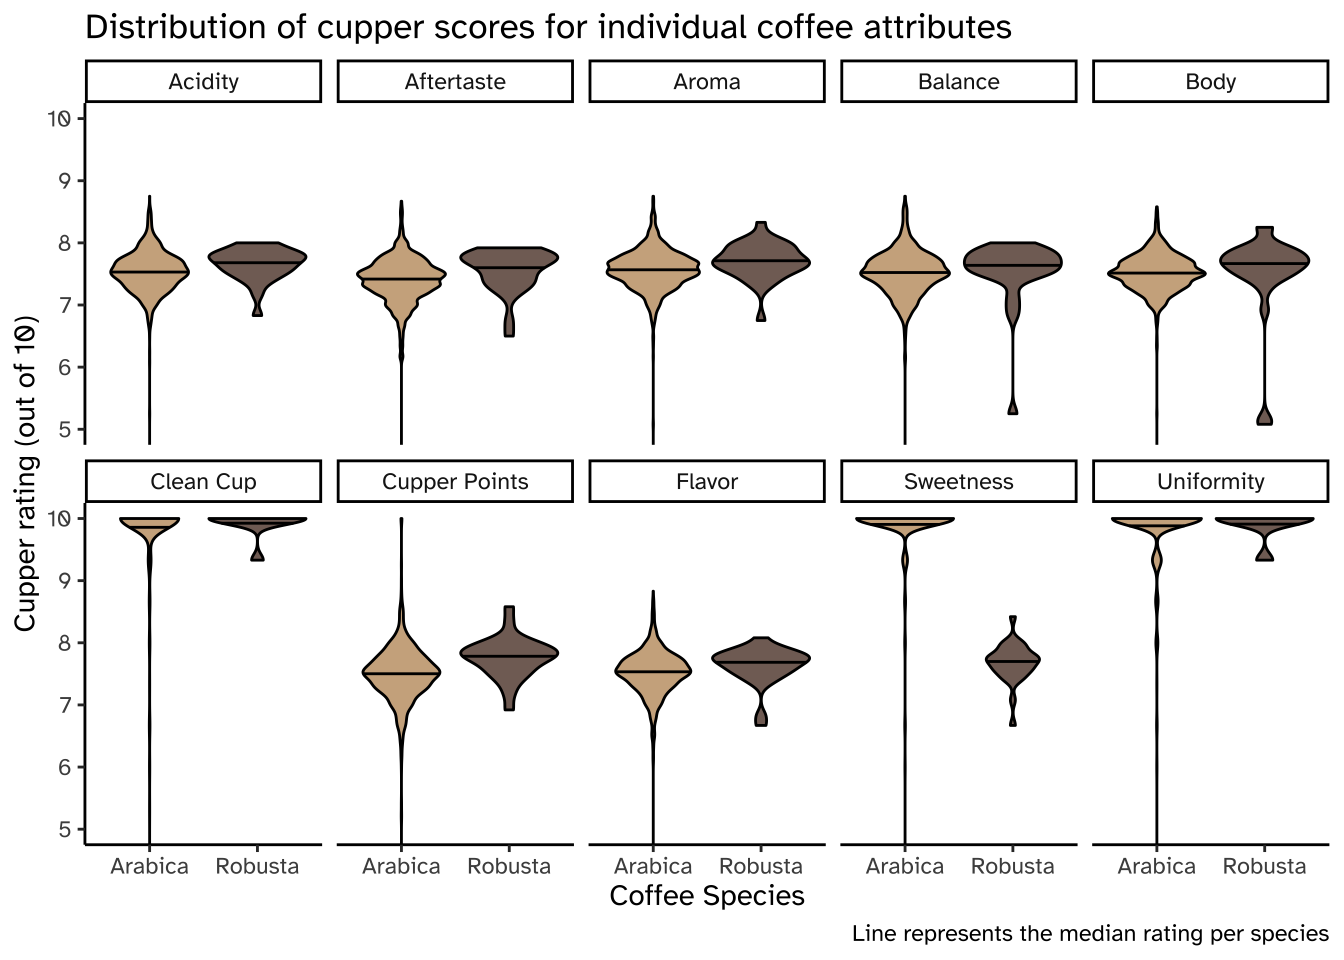 Distribution of cupper scores for individual coffee attributes
Acidity Aftertaste Aroma Balance Body
10
9
8
7
6
5
Cupper rating (out of 10)
Clean Cup Cupper Points Flavor Sweetness Uniformity
10
9
8
7
6
5
Arabica Robusta Arabica Robusta Arabica Robusta Arabica Robusta Arabica Robusta
Coffee Species
Line represents the median rating per species